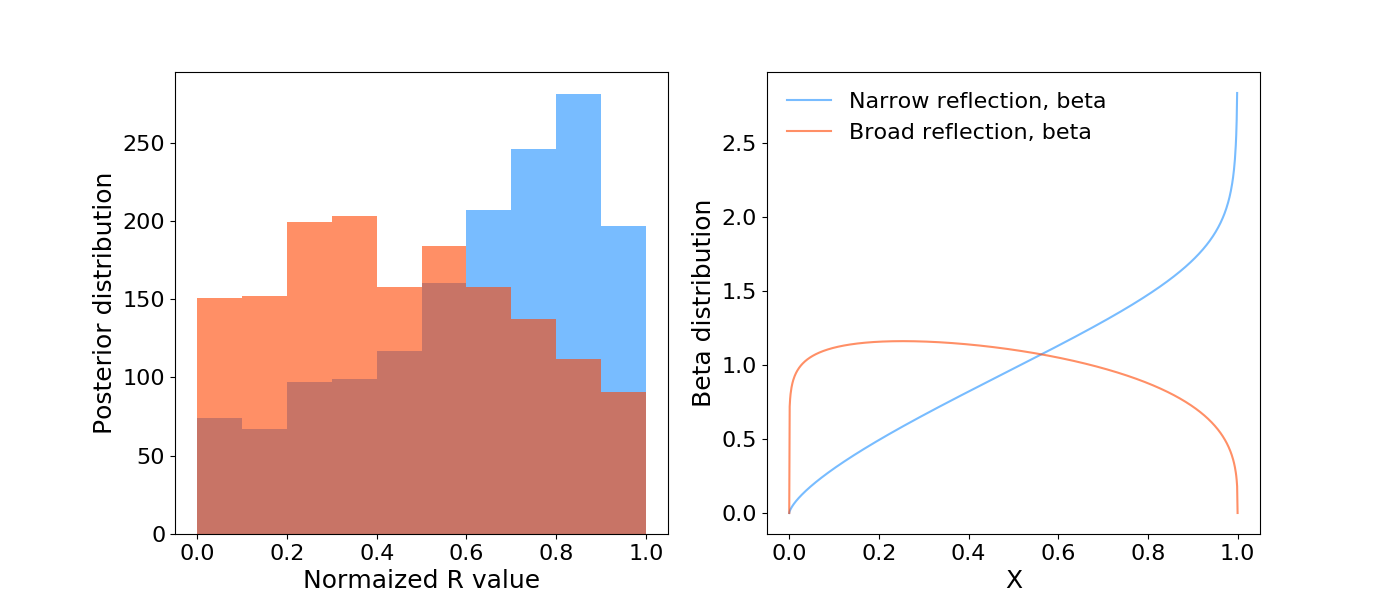 Posterior distribution
250
200
150
100
50
0
0.0 0.2 0.4 0.6 0.8 1.0
Normaized R value
Beta distribution
2.5
2.0
1.5
1.0
0.5
0.0
0.0 0.2 0.4 0.6 0.8 1.0
X
Narrow reflection, beta
Broad reflection, beta